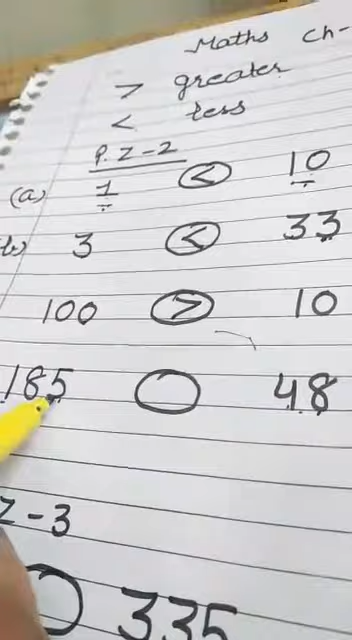 Maths Ch-
> greater
< less
P.Z-2
(a) 1 < 10
(b) 3 < 33
100 > 10
185 48
Z-3
335